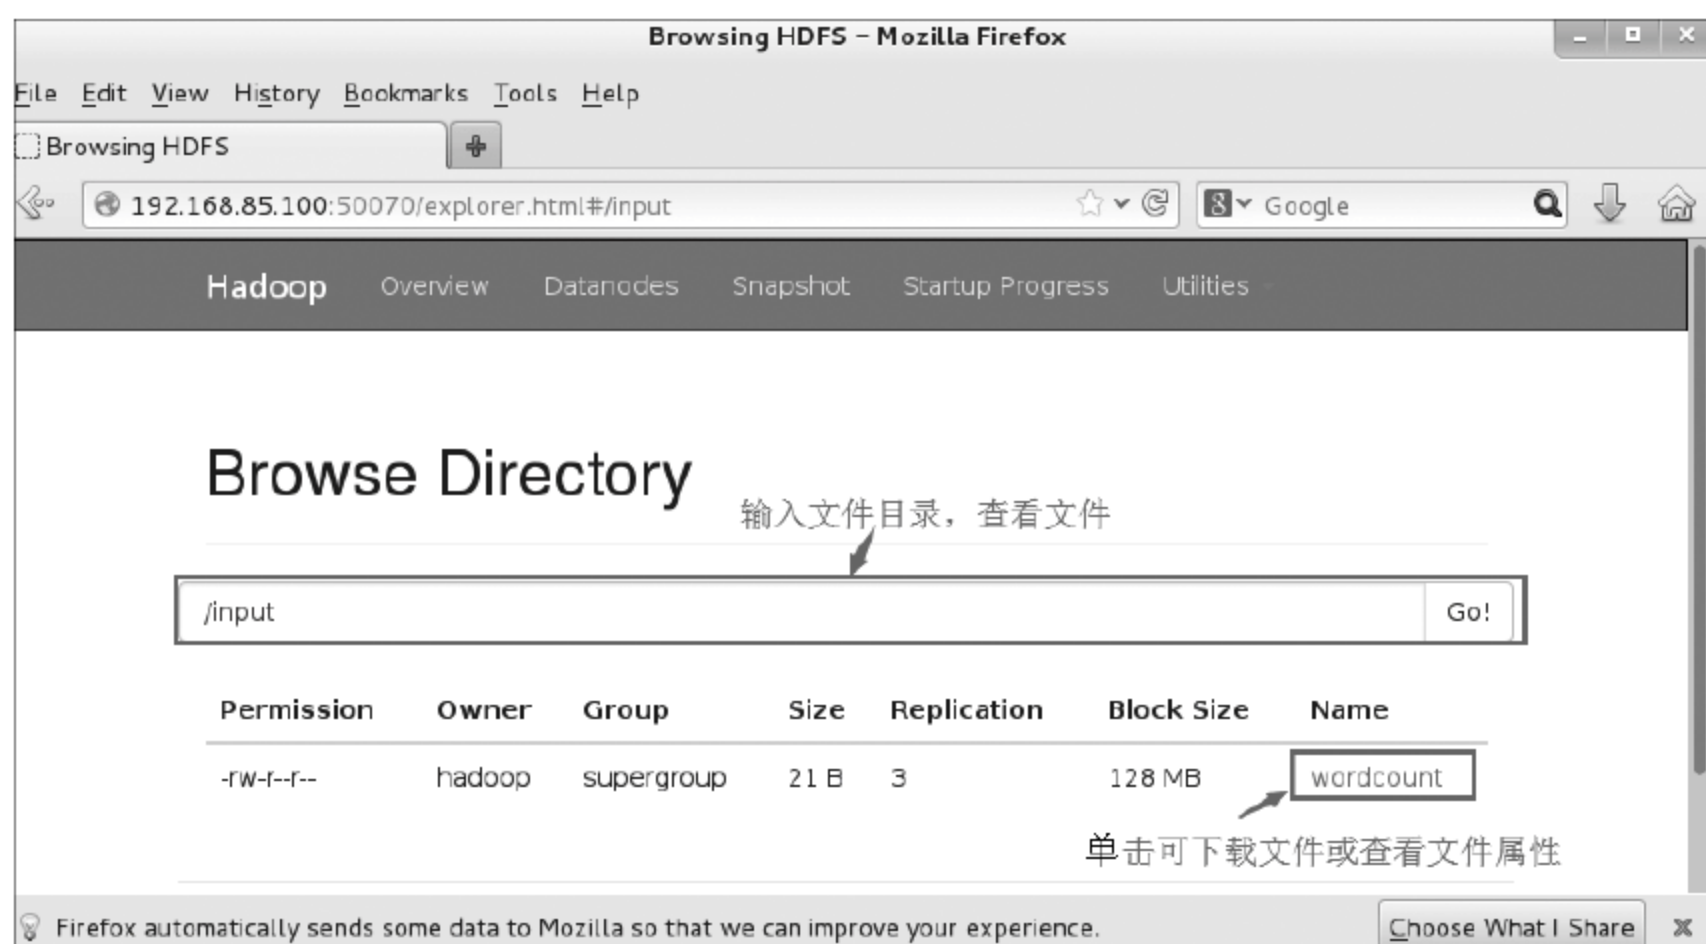 Browsing HDFS – Mozilla Firefox
File Edit View History Bookmarks Tools Help
Browsing HDFS
192.168.85.100:50070/explorer.html#/input
Google
Hadoop Overview Datanodes Snapshot Startup Progress Utilities
Browse Directory
输入文件目录，查看文件
/input Go!
Permission Owner Group Size Replication Block Size Name
-rw-r--r-- hadoop supergroup 21 B 3 128 MB wordcount
单击可下载文件或查看文件属性
Firefox automatically sends some data to Mozilla so that we can improve your experience. Choose What I Share